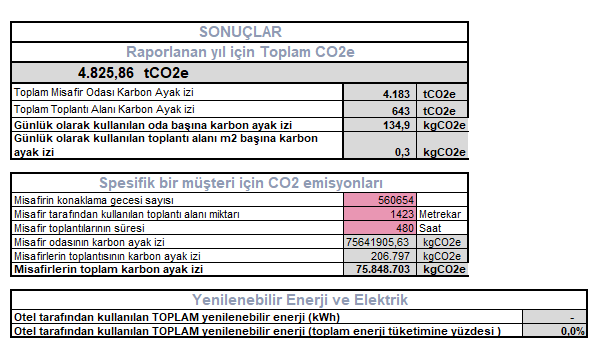 SONUÇLAR
Raporlanan yıl için Toplam CO2e
4.825,86 tCO2e
Toplam Misafir Odası Karbon Ayak izi 4.183 tCO2e
Toplam Toplantı Alanı Karbon Ayak izi 643 tCO2e
Günlük olarak kullanılan oda başına karbon ayak izi 134,9 kgCO2e
Günlük olarak kullanılan toplantı alanı m2 başına karbon
ayak izi 0,3 kgCO2e
Spesifik bir müşteri için CO2 emisyonları
Misafirin konaklama gecesi sayısı 560654
Misafir tarafından kullanılan toplantı alanı miktarı 1423 Metrekar
Misafir toplantılarının süresi 480 Saat
Misafir odasının karbon ayak izi 75641905,63 kgCO2e
Misafirlerin toplantısının karbon ayak izi 206.797 kgCO2e
Misafirlerin toplam karbon ayak izi 75.848.703 kgCO2e
Yenilenebilir Enerji ve Elektrik
Otel tarafından kullanılan TOPLAM yenilenebilir enerji (kWh) -
Otel tarafından kullanılan TOPLAM yenilenebilir enerji (toplam enerji tüketimine yüzdesi ) 0,0%